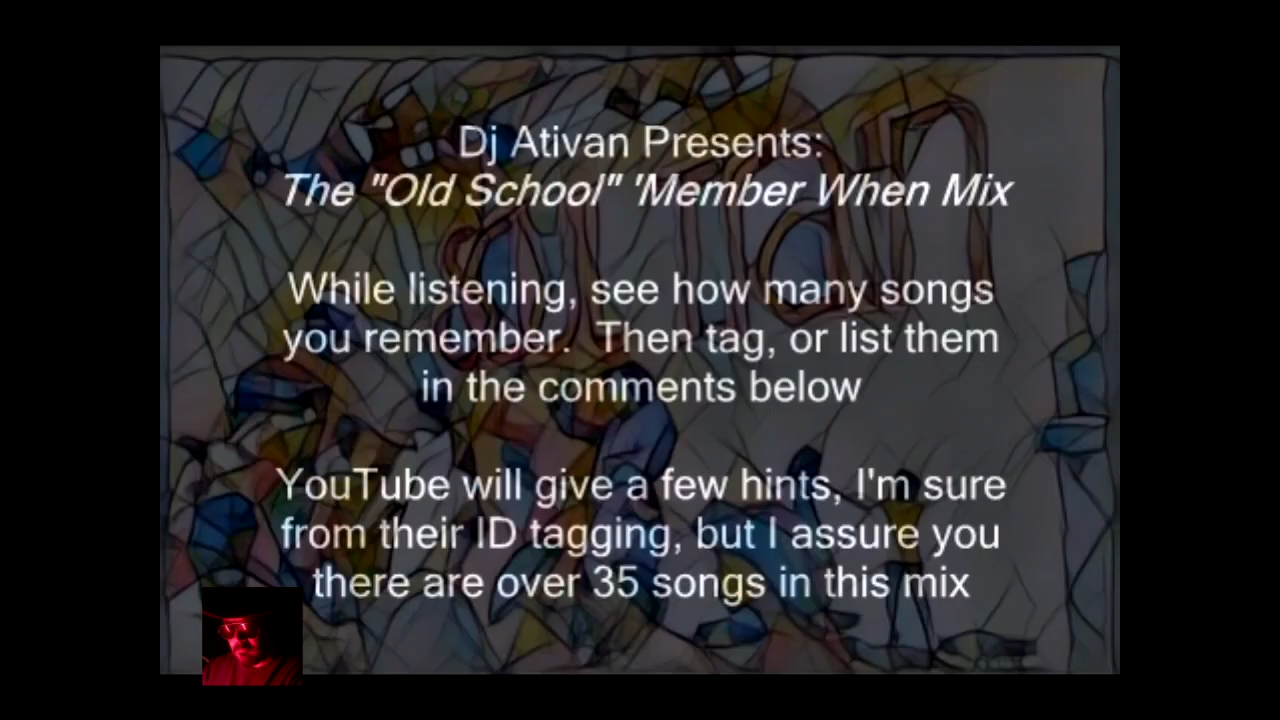 Dj Ativan Presents:
The "Old School" 'Member When Mix
While listening, see how many songs
you remember.  Then tag, or list them
in the comments below
YouTube will give a few hints, I'm sure
from their ID tagging, but I assure you
there are over 35 songs in this mix